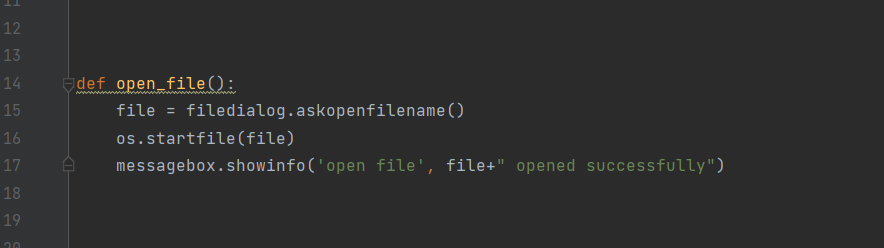 11
12
13
14 def open_file():
15 file = filedialog.askopenfilename()
16 os.startfile(file)
17 messagebox.showinfo('open file', file+" opened successfully")
18
19
20